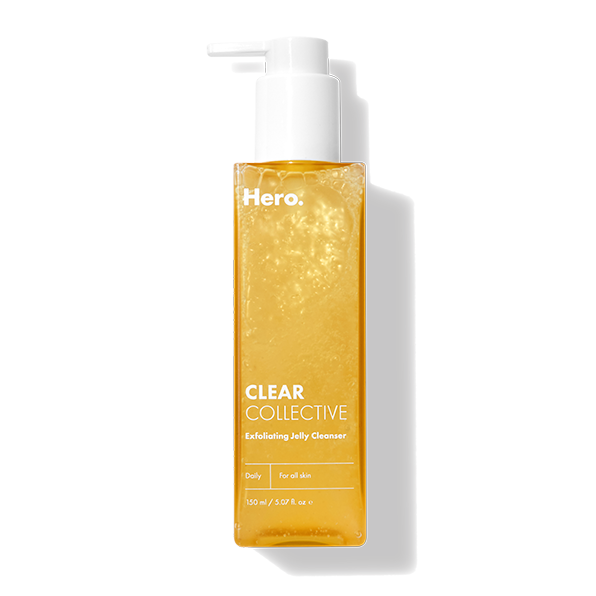 Hero.
CLEAR
COLLECTIVE
Exfoliating Jelly Cleanser
Daily
For all skin
150 ml / 5.07 fl. oz e